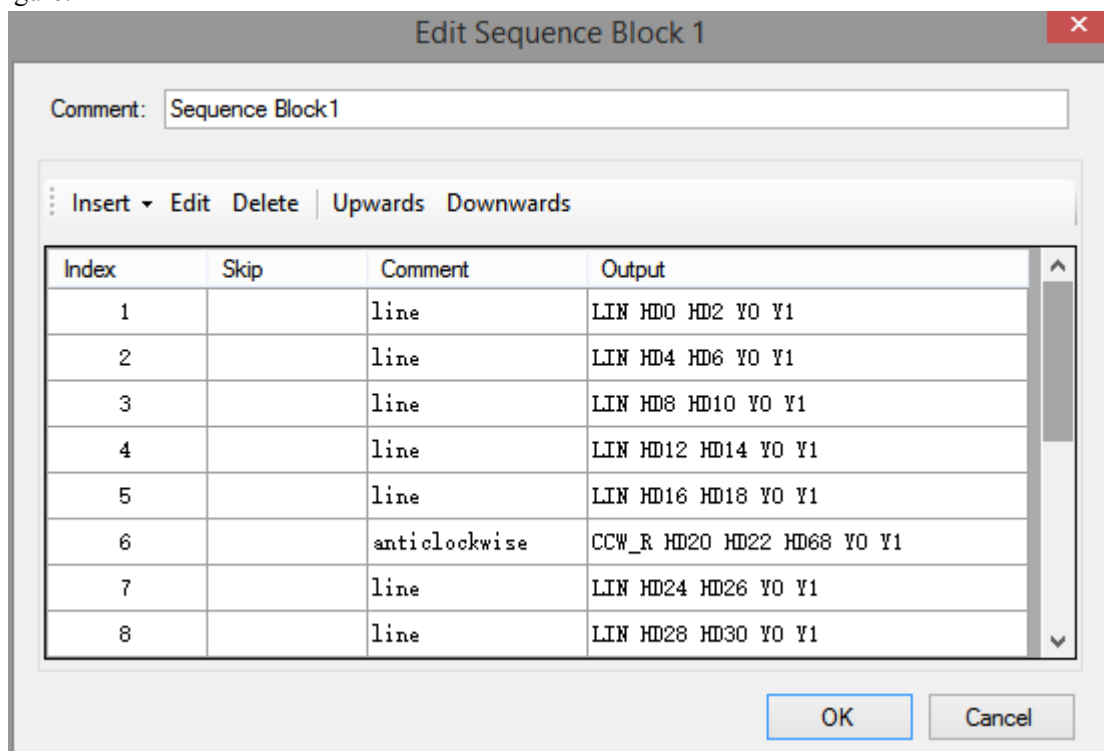 Edit Sequence Block 1
Comment: Sequence Block1
Insert Edit Delete Upwards Downwards
Index Skip Comment Output
1 line LIN HD0 HD2 Y0 Y1
2 line LIN HD4 HD6 Y0 Y1
3 line LIN HD8 HD10 Y0 Y1
4 line LIN HD12 HD14 Y0 Y1
5 line LIN HD16 HD18 Y0 Y1
6 anticlockwise CCW_R HD20 HD22 HD68 Y0 Y1
7 line LIN HD24 HD26 Y0 Y1
8 line LIN HD28 HD30 Y0 Y1
OK Cancel